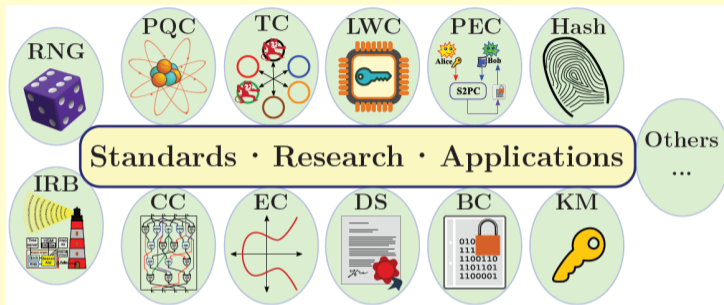 RNG
PQC
TC
LWC
PEC
Hash
Alice
Bob
S2PC
Standards · Research · Applications
Others
...
IRB
CC
EC
DS
BC
KM
010
111
1100110
1101101
1100001